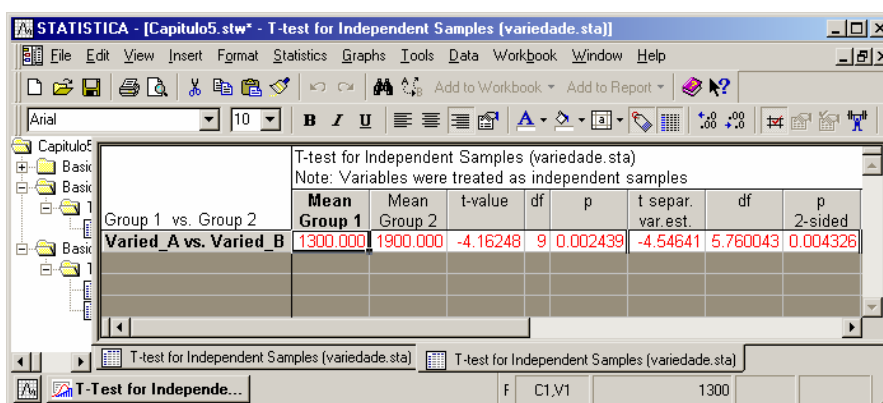 STATISTICA - [Capitulo5.stw* - T-test for Independent Samples (variedade.sta)]
File Edit View Insert Format Statistics Graphs Tools Data Workbook Window Help
Add to Workbook Add to Report
Arial 10 B I U
Capitulo5
Basic
Basic
Basic
T-test for Independent Samples (variedade.sta)
Note: Variables were treated as independent samples
Group 1 vs. Group 2 Mean Group 1 Mean Group 2 t-value df p t separ. var.est. df p 2-sided
Varied_A vs. Varied_B 1300.000 1900.000 -4.16248 9 0.002439 -4.54641 5.760043 0.004326
T-test for Independent Samples (variedade.sta) T-test for Independent Samples (variedade.sta)
T-Test for Independe... F C1,V1 1300